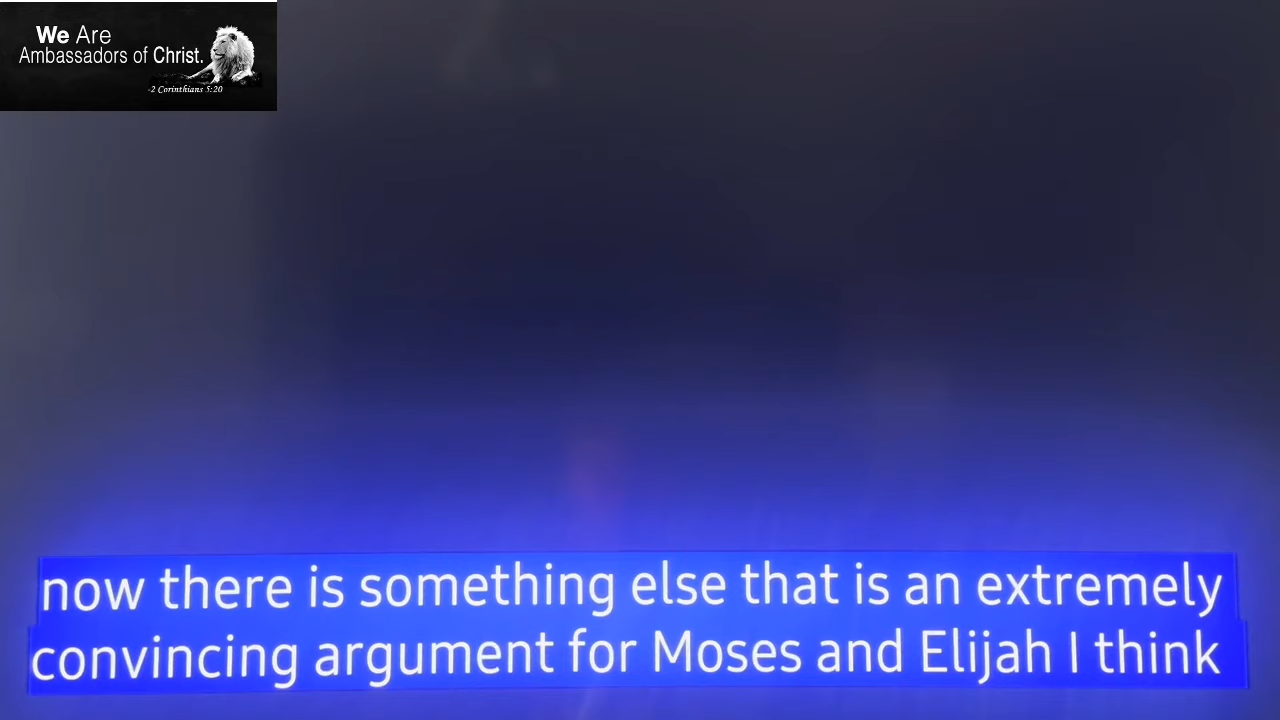 We Are
Ambassadors of Christ.
-2 Corinthians 5:20
now there is something else that is an extremely
convincing argument for Moses and Elijah I think